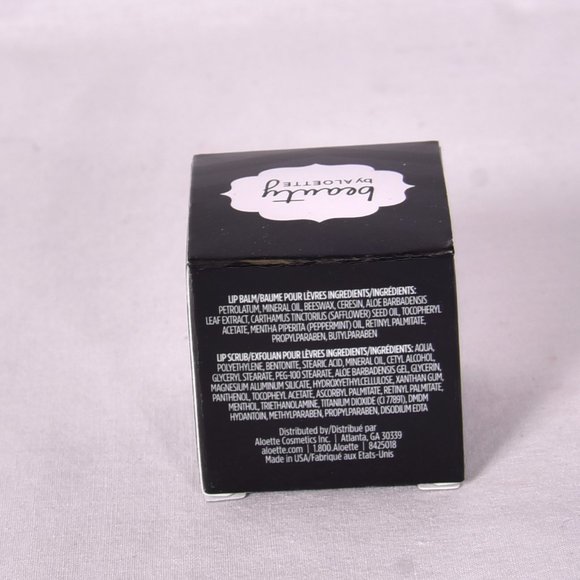 beauty
BY ALOETTE
LIP BALM/BAUME POUR LÈVRES INGREDIENTS/INGRÉDIENTS:
PETROLATUM, MINERAL OIL, BEESWAX, CERESIN, ALOE BARBADENSIS
LEAF EXTRACT, CARTHAMUS TINCTORIUS (SAFFLOWER) SEED OIL, TOCOPHERYL
ACETATE, MENTHA PIPERITA (PEPPERMINT) OIL, RETINYL PALMITATE,
PROPYLPARABEN, BUTYLPARABEN
LIP SCRUB/EXFOLIAN POUR LÈVRES INGREDIENTS/INGRÉDIENTS: AQUA,
POLYETHYLENE, BENTONITE, STEARIC ACID, MINERAL OIL, CETYL ALCOHOL,
GLYCERYL STEARATE, PEG-100 STEARATE, ALOE BARBADENSIS GEL, GLYCERIN,
MAGNESIUM ALUMINUM SILICATE, HYDROXYETHYLCELLULOSE, XANTHAN GUM,
PANTHENOL, TOCOPHEYL ACETATE, ASCORBYL PALMITATE, RETINYL PALMITATE,
MENTHOL, TRIETHANOLAMINE, TITANIUM DIOXIDE (CI 77891), DMDM
HYDANTOIN, METHYLPARABEN, PROPYLPARABEN, DISODIUM EDTA
Distributed by/Distribué par
Aloette Cosmetics Inc. | Atlanta, GA 30339
aloette.com | 1.800.Aloette | 8425018
Made in USA/Fabriqué aux Etats-Unis